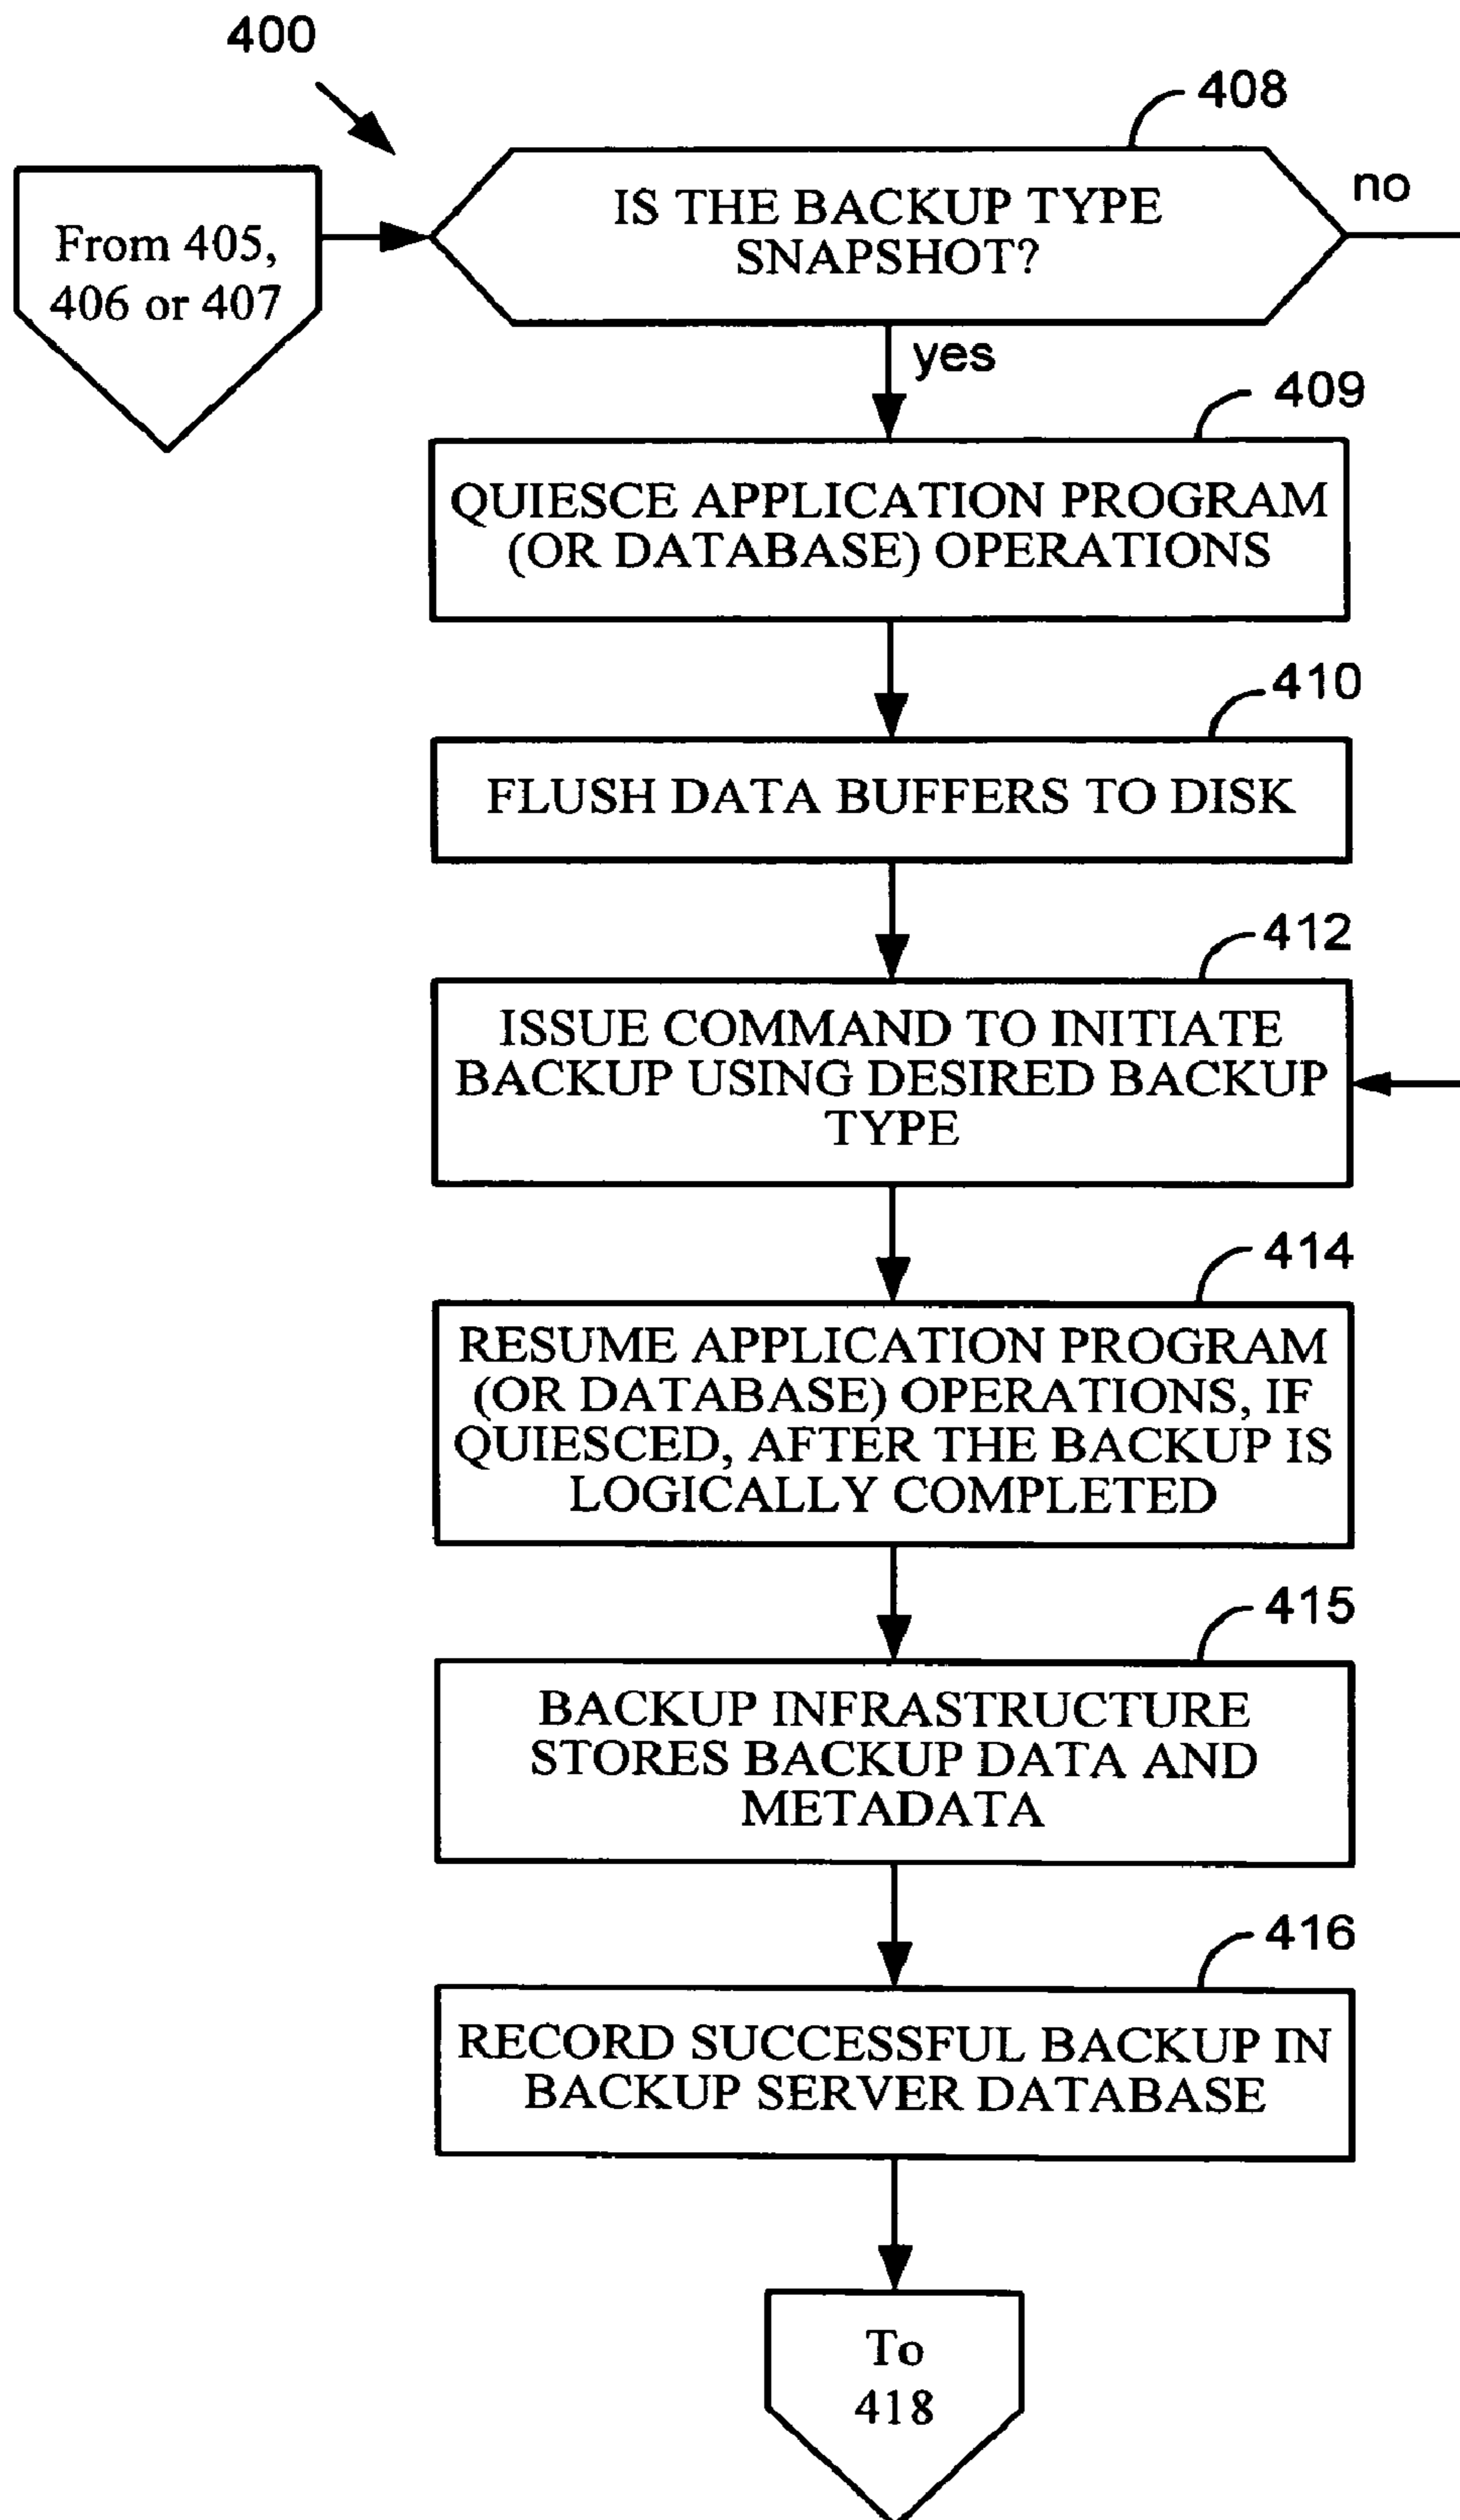 400
408
From 405,
406 or 407
IS THE BACKUP TYPE
SNAPSHOT?
no
yes
409
QUIESCE APPLICATION PROGRAM
(OR DATABASE) OPERATIONS
410
FLUSH DATA BUFFERS TO DISK
412
ISSUE COMMAND TO INITIATE
BACKUP USING DESIRED BACKUP
TYPE
414
RESUME APPLICATION PROGRAM
(OR DATABASE) OPERATIONS, IF
QUIESCED, AFTER THE BACKUP IS
LOGICALLY COMPLETED
415
BACKUP INFRASTRUCTURE
STORES BACKUP DATA AND
METADATA
416
RECORD SUCCESSFUL BACKUP IN
BACKUP SERVER DATABASE
To
418